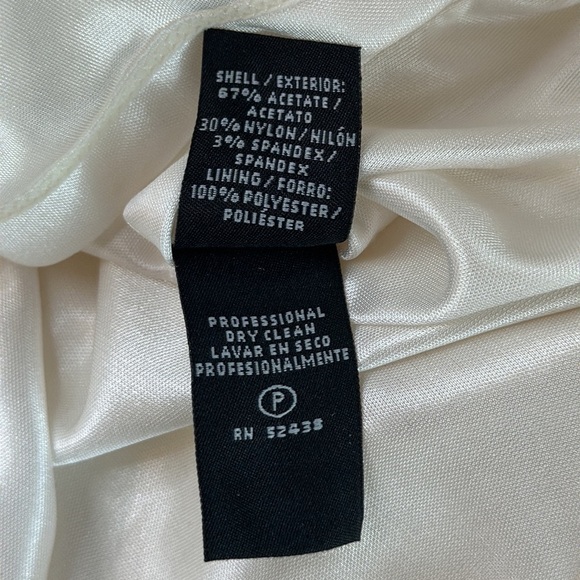 SHELL / EXTERIOR:
67% ACETATE /
ACETATO
30% NYLON / NILÓN
3% SPANDEX /
SPANDEX
LINING / FORRO:
100% POLYESTER /
POLIÉSTER
PROFESSIONAL
DRY CLEAN
LAVAR EN SECO
PROFESIONALMENTE
P
RN 52438